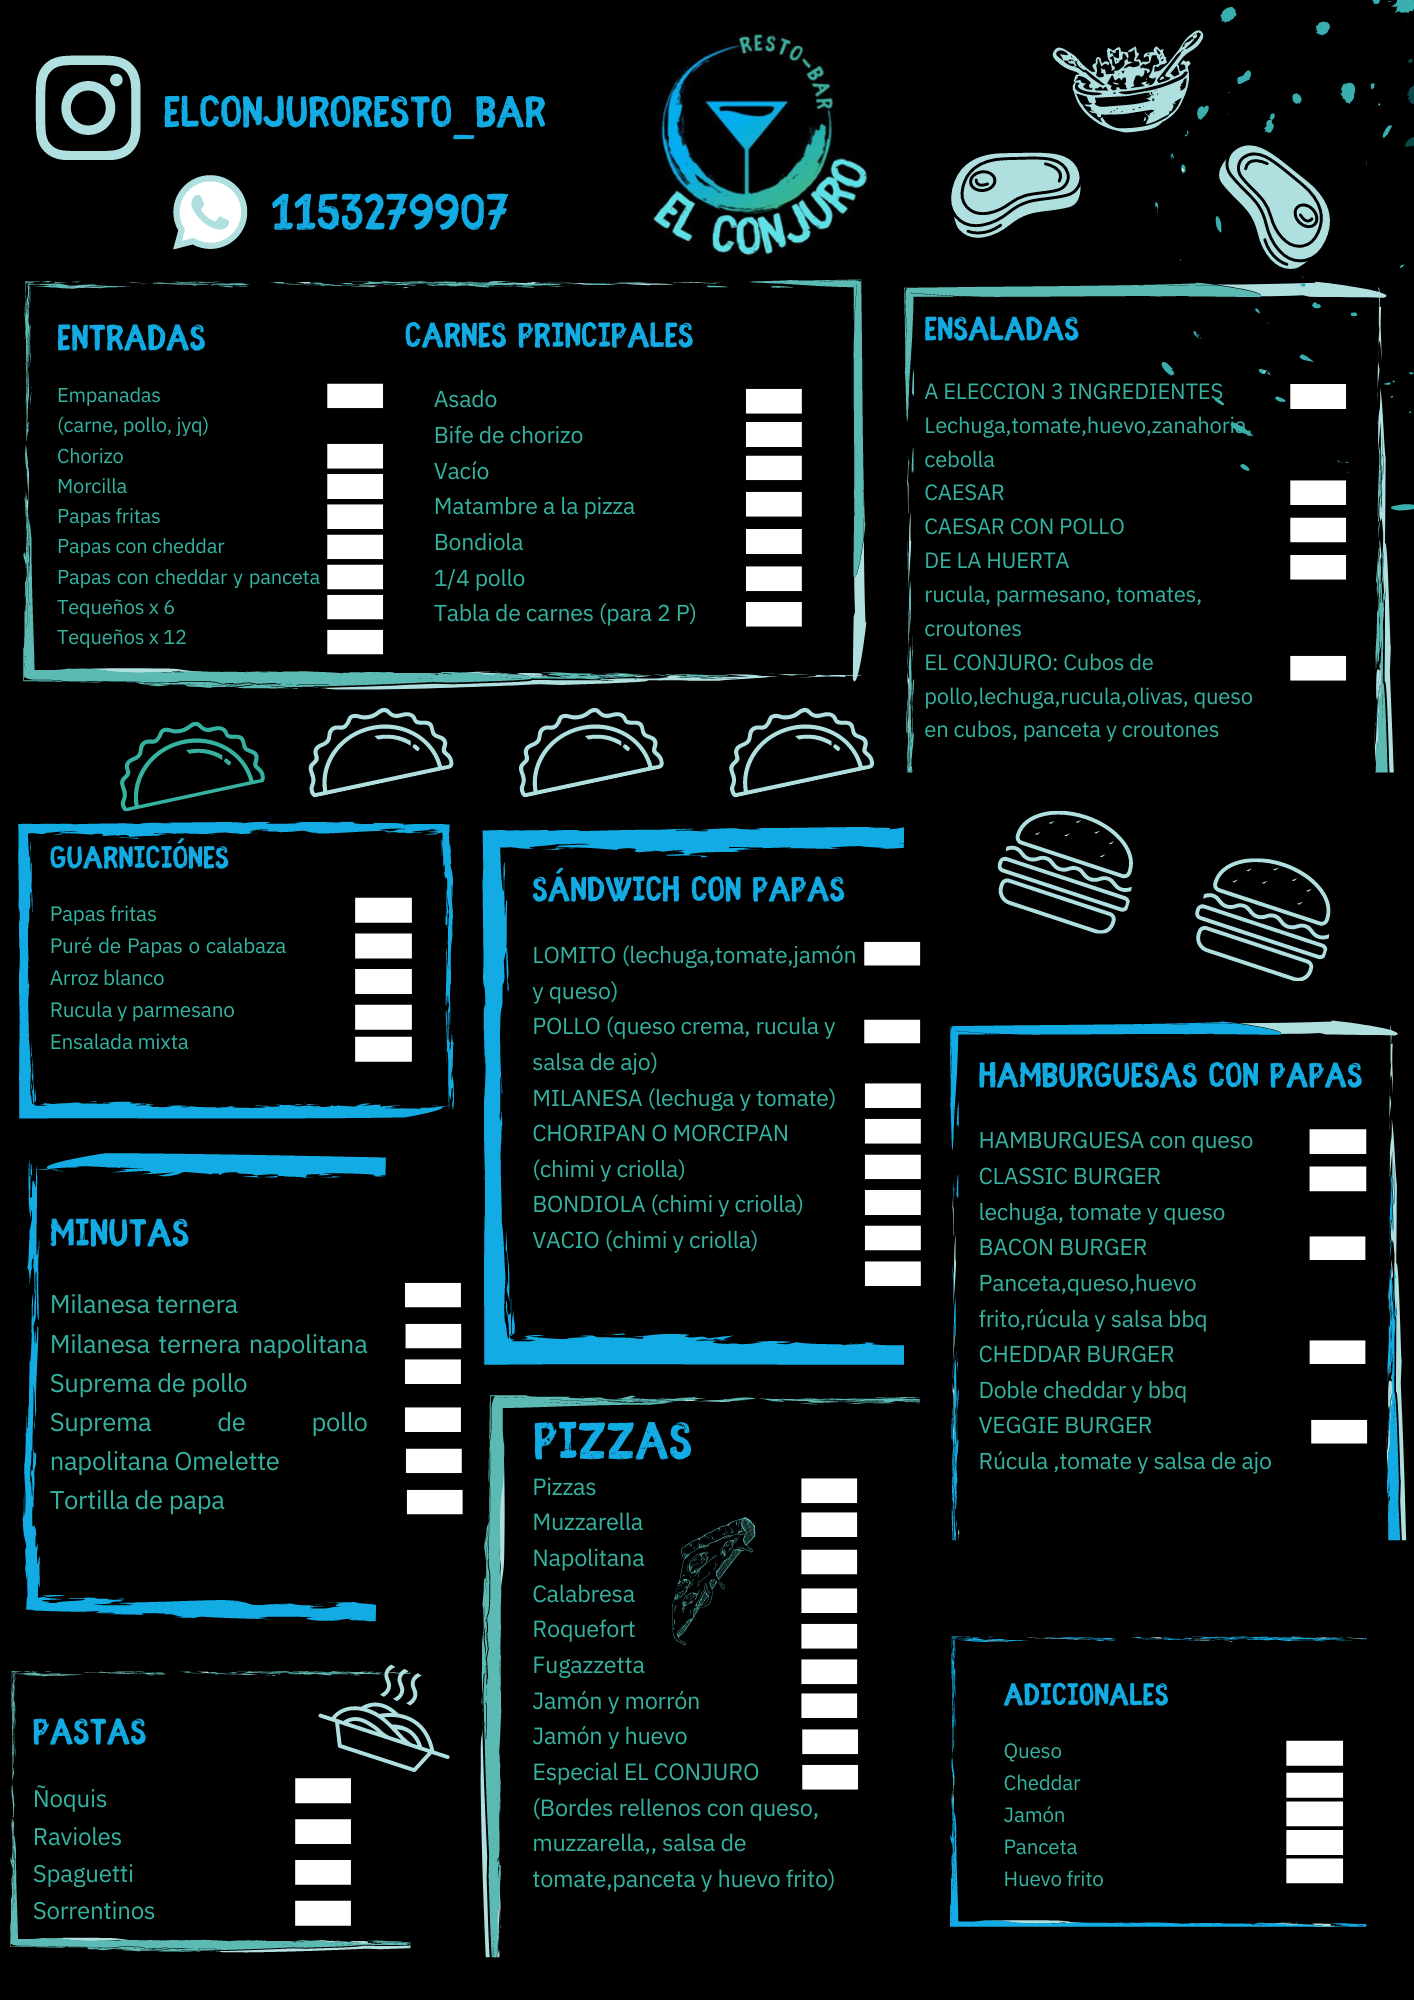 ELCONJURORESTO_BAR
1153279907
RESTO-BAR
EL CONJURO
ENTRADAS
Empanadas
(carne, pollo, jyq)
Chorizo
Morcilla
Papas fritas
Papas con cheddar
Papas con cheddar y panceta
Tequeños x 6
Tequeños x 12
CARNES PRINCIPALES
Asado
Bife de chorizo
Vacío
Matambre a la pizza
Bondiola
1/4 pollo
Tabla de carnes (para 2 P)
ENSALADAS
A ELECCION 3 INGREDIENTES
Lechuga,tomate,huevo,zanahoria,
cebolla
CAESAR
CAESAR CON POLLO
DE LA HUERTA
rucula, parmesano, tomates,
croutones
EL CONJURO: Cubos de
pollo,lechuga,rucula,olivas, queso
en cubos, panceta y croutones
GUARNICIÓNES
Papas fritas
Puré de Papas o calabaza
Arroz blanco
Rucula y parmesano
Ensalada mixta
SÁNDWICH CON PAPAS
LOMITO (lechuga,tomate,jamón
y queso)
POLLO (queso crema, rucula y
salsa de ajo)
MILANESA (lechuga y tomate)
CHORIPAN O MORCIPAN
(chimi y criolla)
BONDIOLA (chimi y criolla)
VACIO (chimi y criolla)
HAMBURGUESAS CON PAPAS
HAMBURGUESA con queso
CLASSIC BURGER
lechuga, tomate y queso
BACON BURGER
Panceta,queso,huevo
frito,rúcula y salsa bbq
CHEDDAR BURGER
Doble cheddar y bbq
VEGGIE BURGER
Rúcula ,tomate y salsa de ajo
MINUTAS
Milanesa ternera
Milanesa ternera napolitana
Suprema de pollo
Suprema de pollo
napolitana Omelette
Tortilla de papa
PIZZAS
Pizzas
Muzzarella
Napolitana
Calabresa
Roquefort
Fugazzetta
Jamón y morrón
Jamón y huevo
Especial EL CONJURO
(Bordes rellenos con queso,
muzzarella,, salsa de
tomate,panceta y huevo frito)
PASTAS
Ñoquis
Ravioles
Spaguetti
Sorrentinos
ADICIONALES
Queso
Cheddar
Jamón
Panceta
Huevo frito